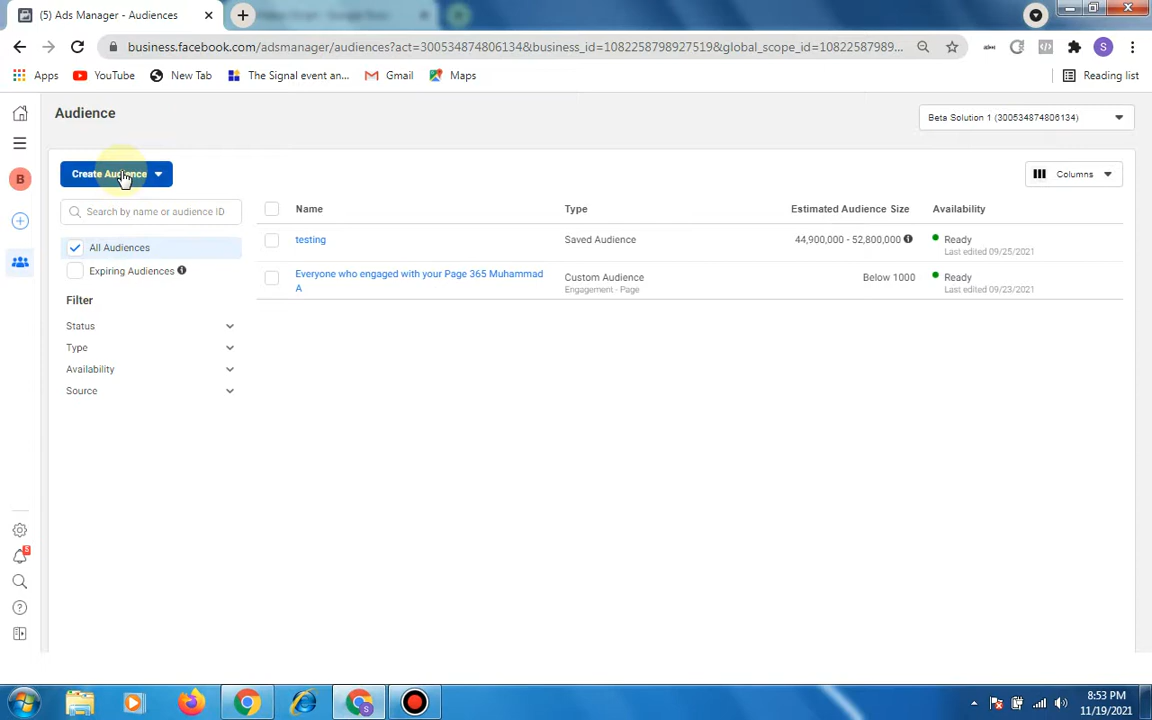 (5) Ads Manager - Audiences
business.facebook.com/adsmanager/audiences?act=300534874806134&business_id=1082258798927519&global_scope_id=10822587989...
S
Apps
YouTube
New Tab
The Signal event an...
Gmail
Maps
Reading list
Audience
Beta Solution 1 (300534874806134)
B
Create Audience
Columns
Search by name or audience ID
Name
Type
Estimated Audience Size
Availability
All Audiences
testing
Saved Audience
44,900,000 - 52,800,000
Ready
Last edited 09/25/2021
Expiring Audiences
Everyone who engaged with your Page 365 Muhammad
A
Custom Audience
Engagement - Page
Below 1000
Ready
Last edited 09/23/2021
Filter
Status
Type
Availability
Source
8:53 PM
11/19/2021